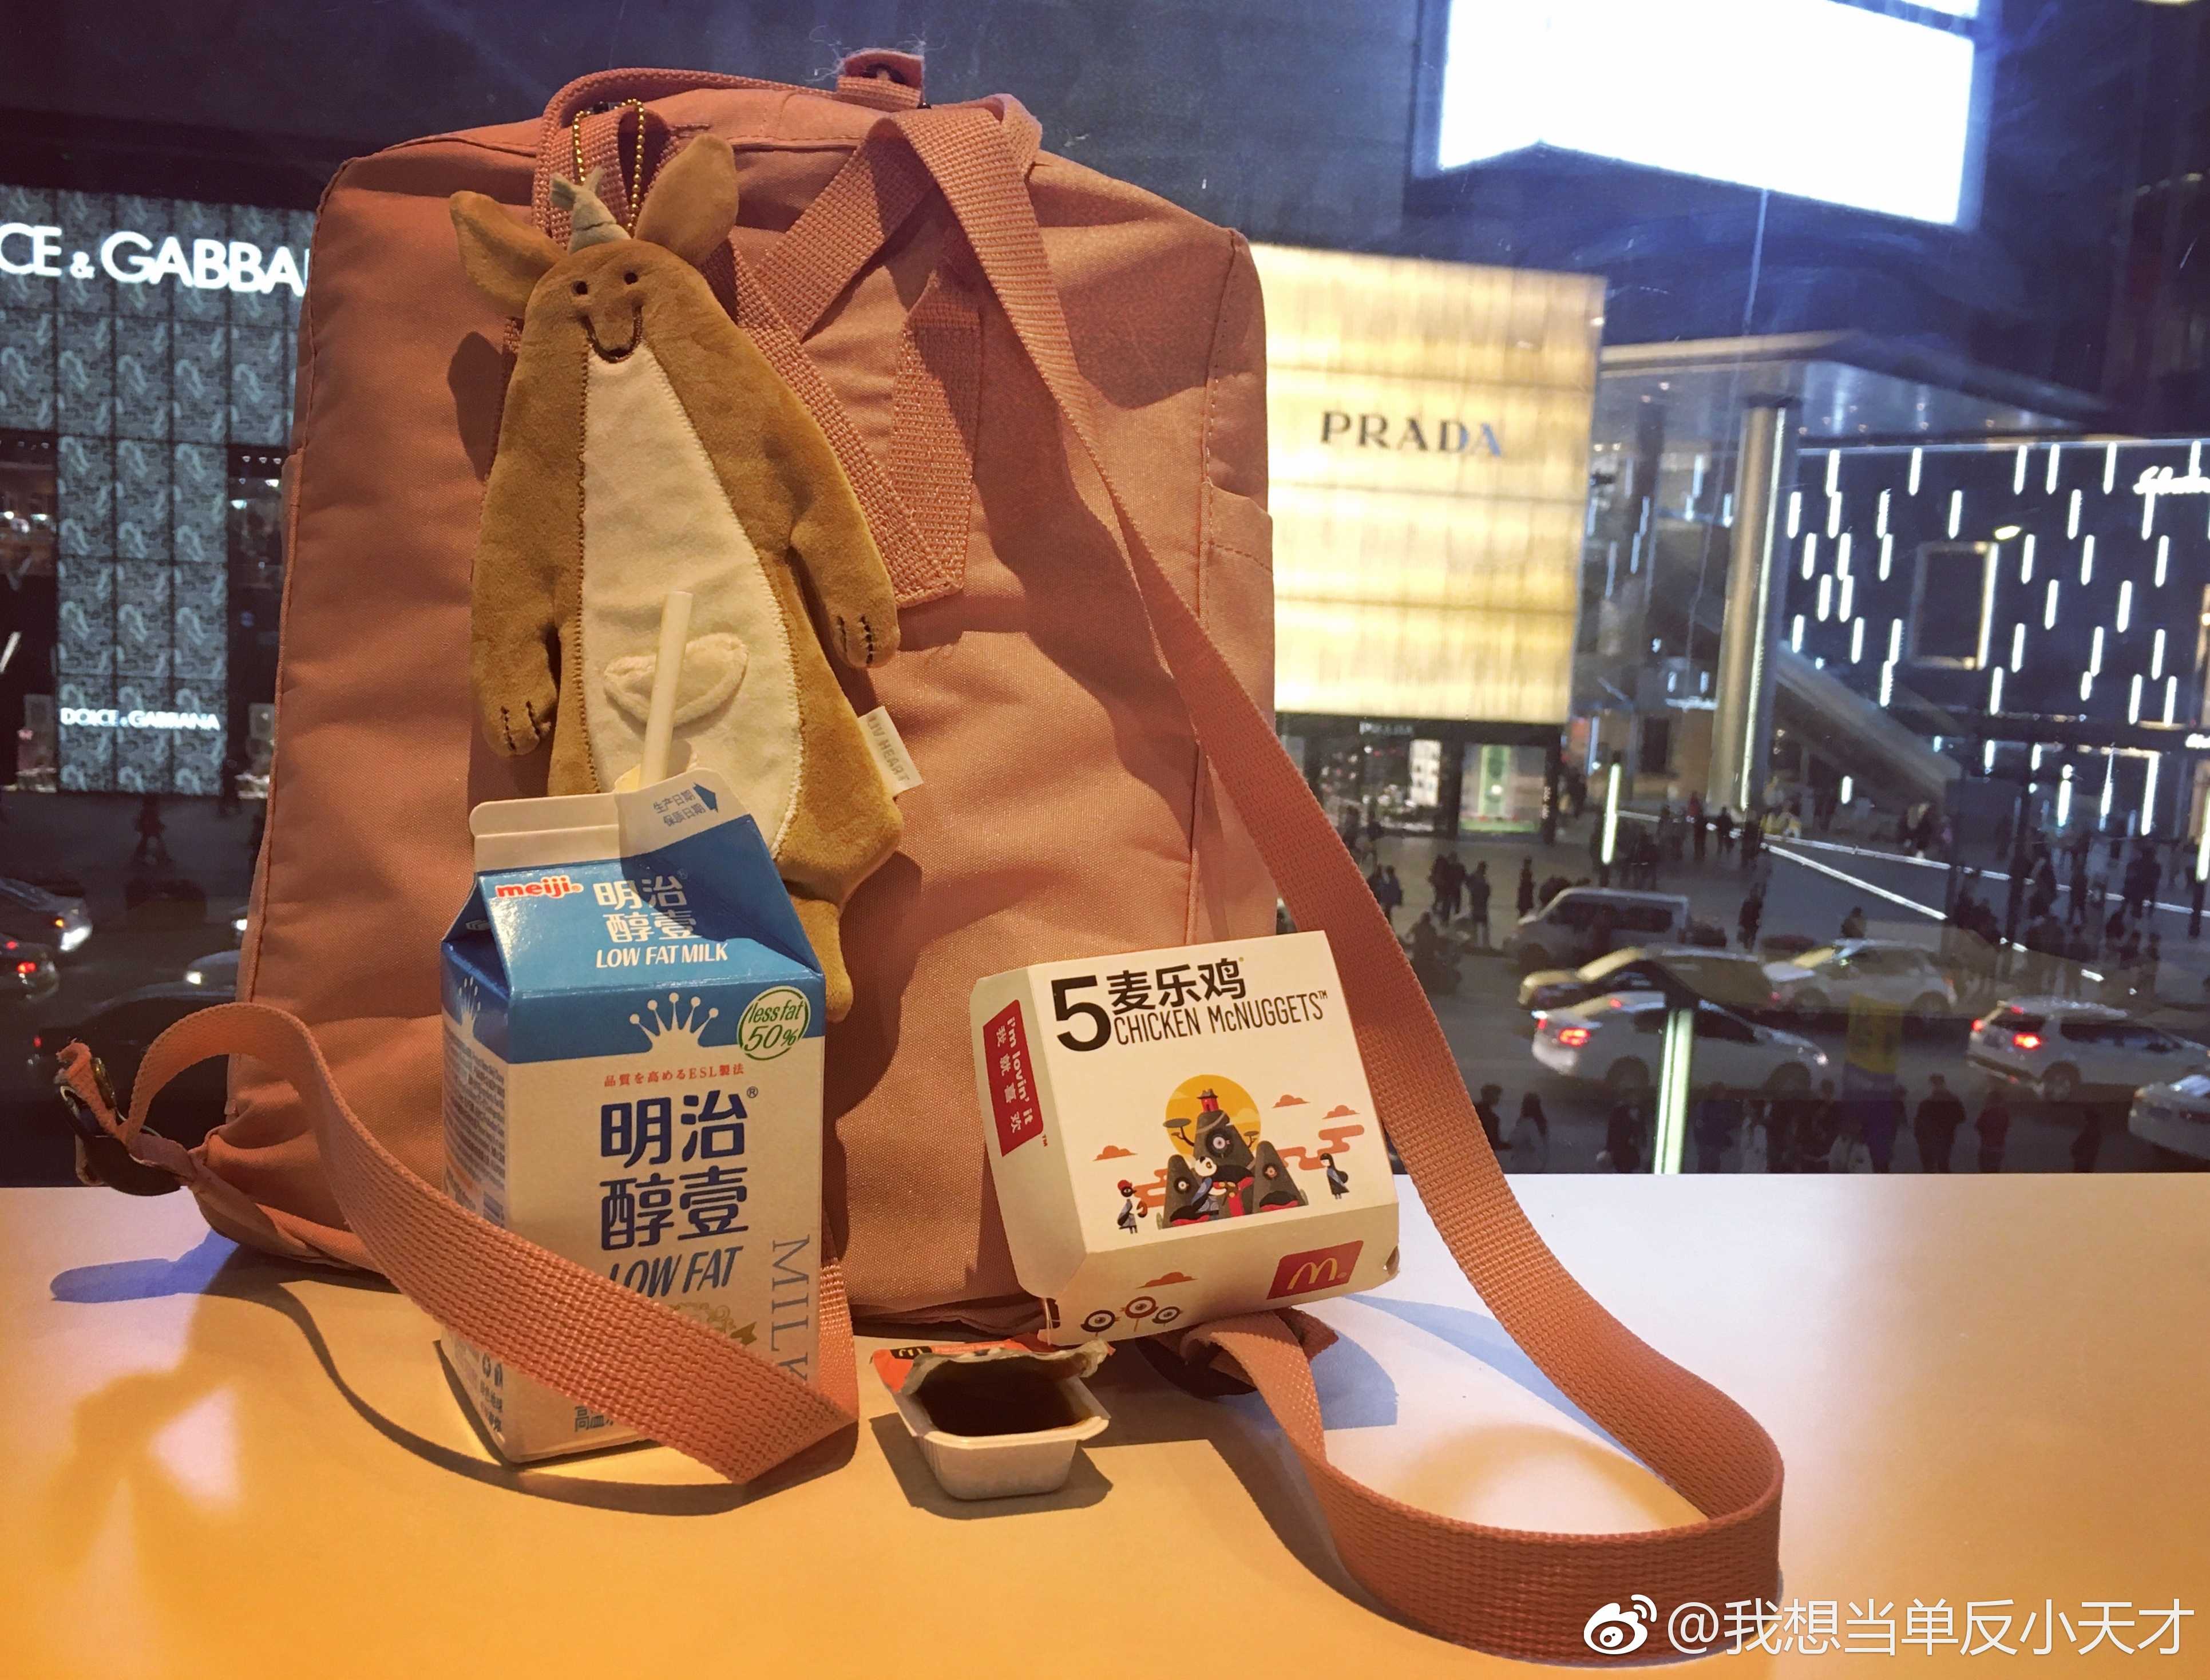 CE & GABBA
DOLCE & GABBANA
PRADA
PRADA
MY HEART
生产日期
保质日期
meiji
明治
醇壹
LOW FAT MILK
less fat
50%
品質を高めるESL製法
明治®
醇壹
LOW FAT
MILK
5 麦乐鸡®
CHICKEN McNUGGETS™
i'm lovin' it
我就喜欢
@我想当单反小天才